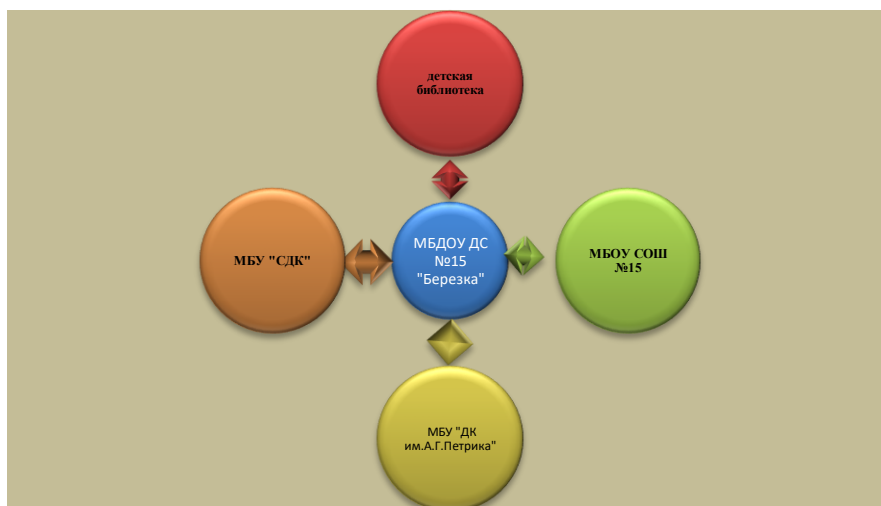 детская
библиотека
МБУ "СДК"
МБДОУ ДС
№15
"Березка"
МБОУ СОШ
№15
МБУ "ДК
им.А.Г.Петрика"